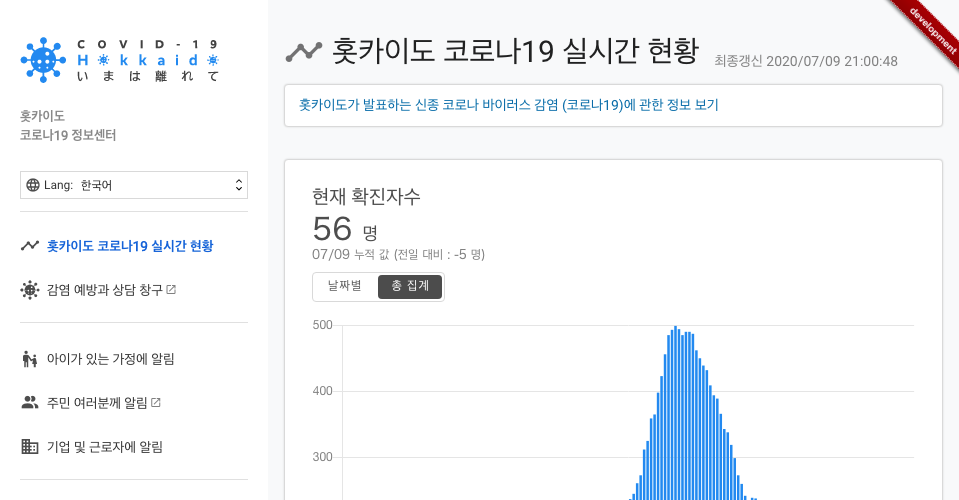 COVID-19
Hokkaido
いまは離れて
홋카이도
코로나19 정보센터
Lang: 한국어
홋카이도 코로나19 실시간 현황
감염 예방과 상담 창구
아이가 있는 가정에 알림
주민 여러분께 알림
기업 및 근로자에 알림
홋카이도 코로나19 실시간 현황
최종갱신 2020/07/09 21:00:48
development
홋카이도가 발표하는 신종 코로나 바이러스 감염 (코로나19)에 관한 정보 보기
현재 확진자수
56 명
07/09 누적 값 (전일 대비 : -5 명)
날짜별 총 집계
500
400
300